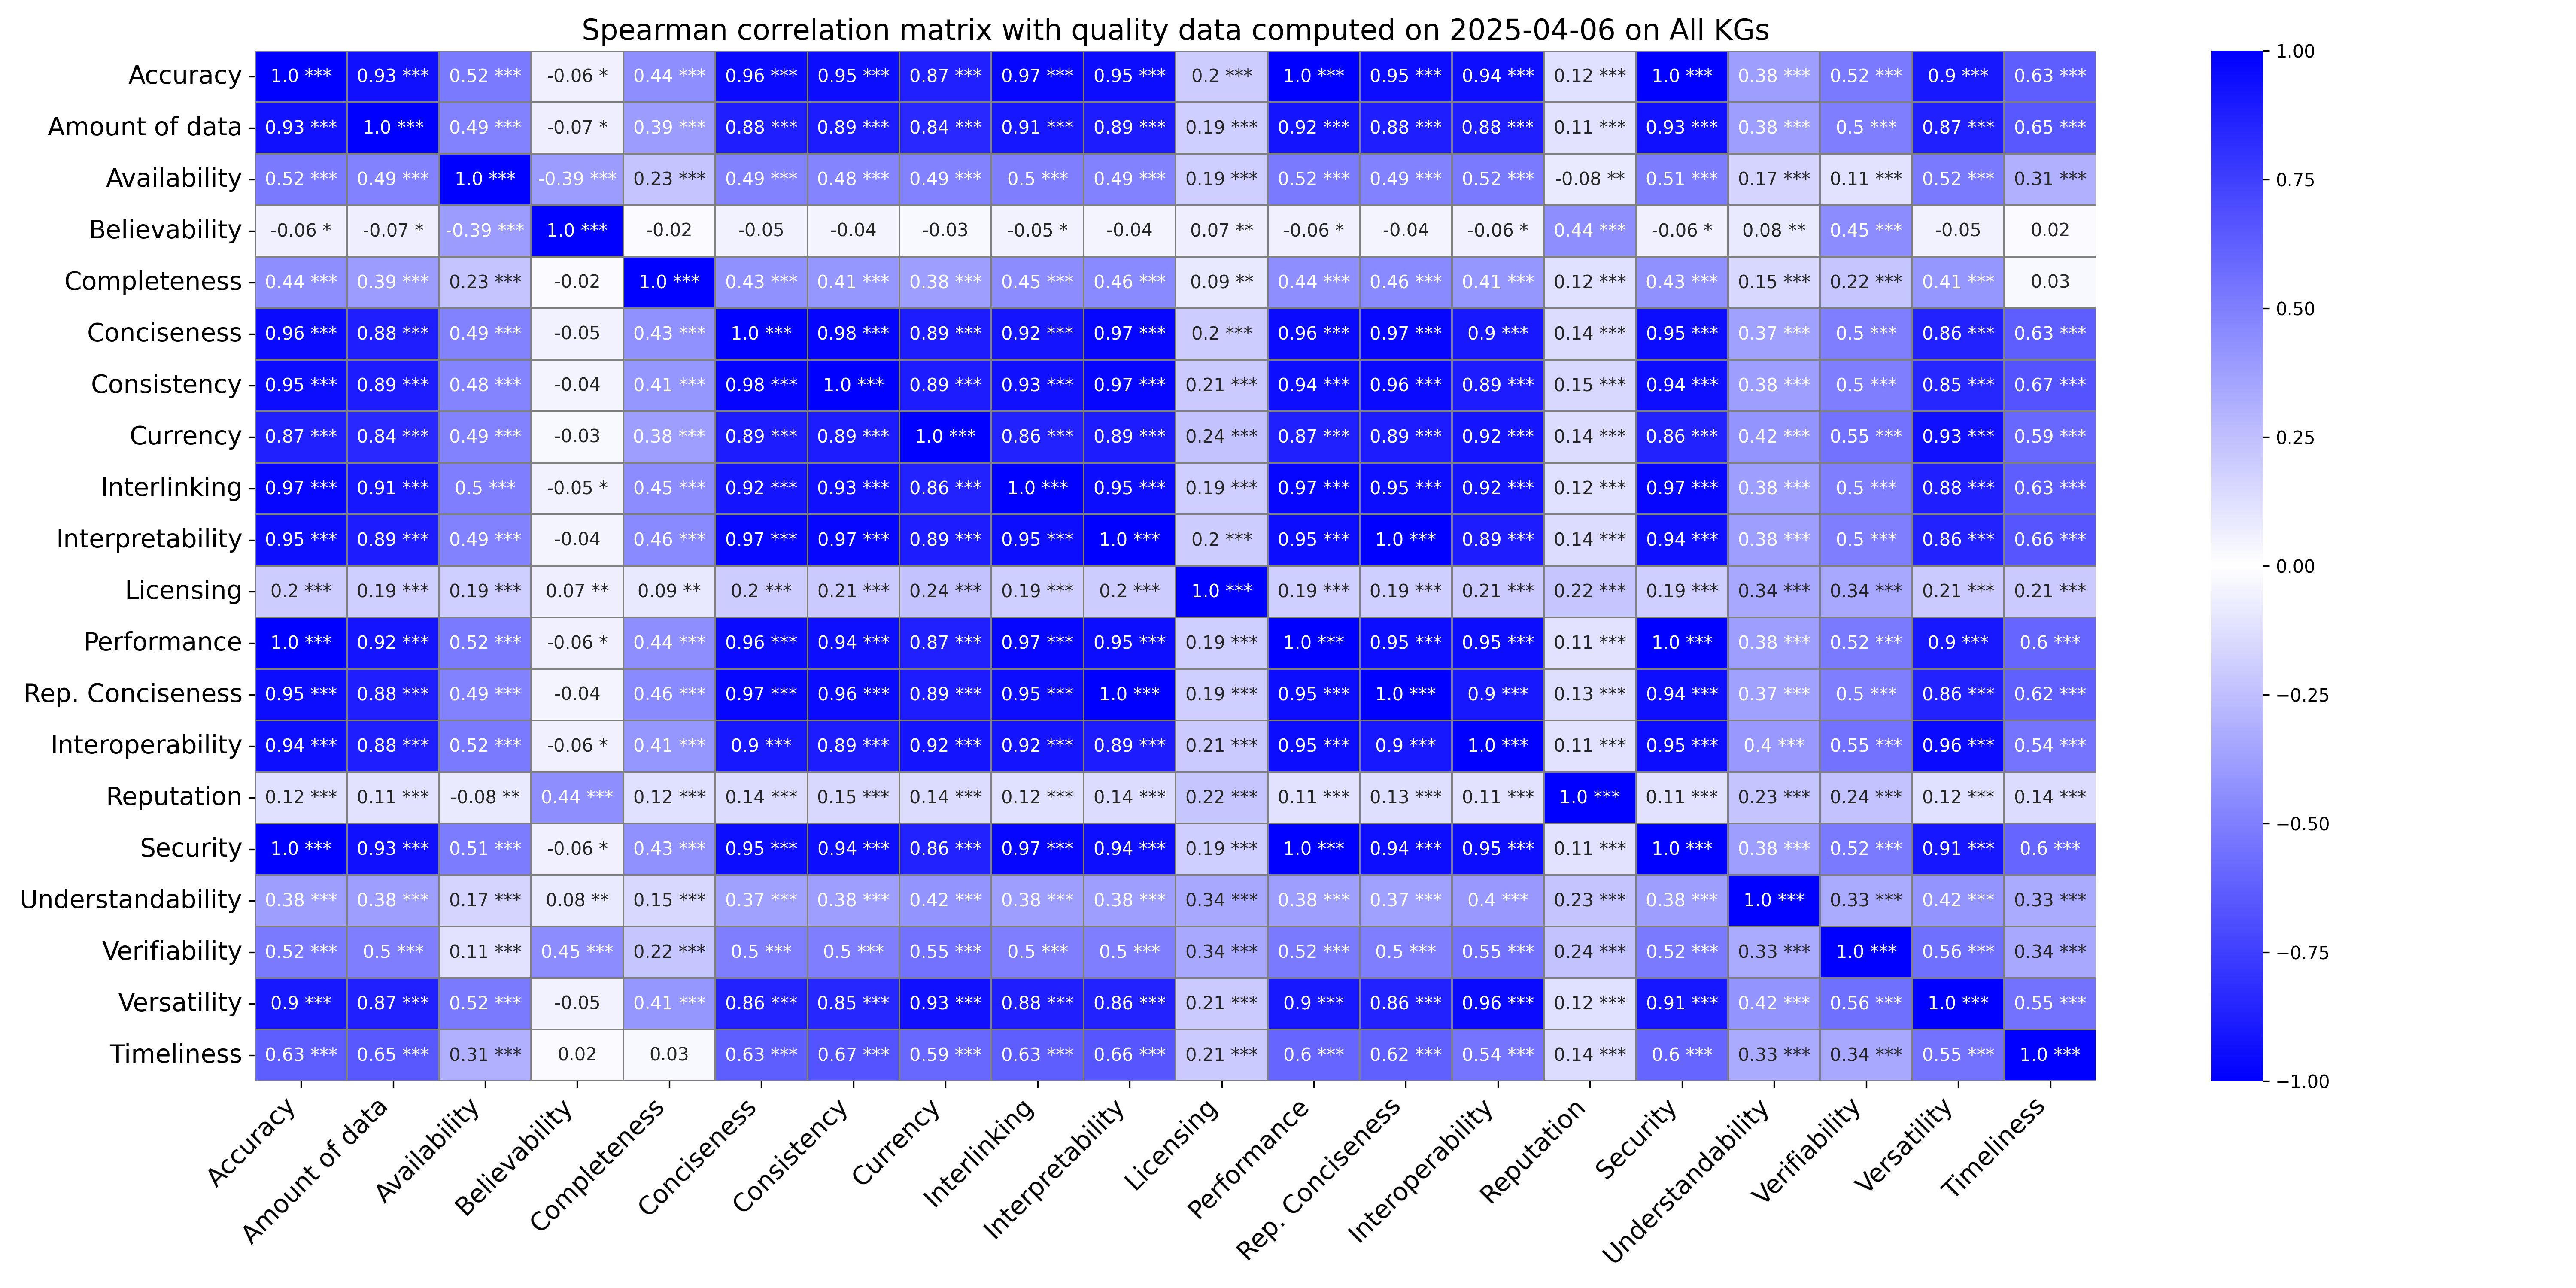 Spearman correlation matrix with quality data computed on 2025-04-06 on All KGs
Accuracy 1.0 *** 0.93 *** 0.52 *** -0.06 * 0.44 *** 0.96 *** 0.95 *** 0.87 *** 0.97 *** 0.95 *** 0.2 *** 1.0 *** 0.95 *** 0.94 *** 0.12 *** 1.0 *** 0.38 *** 0.52 *** 0.9 *** 0.63 ***
Amount of data 0.93 *** 1.0 *** 0.49 *** -0.07 * 0.39 *** 0.88 *** 0.89 *** 0.84 *** 0.91 *** 0.89 *** 0.19 *** 0.92 *** 0.88 *** 0.88 *** 0.11 *** 0.93 *** 0.38 *** 0.5 *** 0.87 *** 0.65 ***
Availability 0.52 *** 0.49 *** 1.0 *** -0.39 *** 0.23 *** 0.49 *** 0.48 *** 0.49 *** 0.5 *** 0.49 *** 0.19 *** 0.52 *** 0.49 *** 0.52 *** -0.08 ** 0.51 *** 0.17 *** 0.11 *** 0.52 *** 0.31 ***
Believability -0.06 * -0.07 * -0.39 *** 1.0 *** -0.02 -0.05 -0.04 -0.03 -0.05 * -0.04 0.07 ** -0.06 * -0.04 -0.06 * 0.44 *** -0.06 * 0.08 ** 0.45 *** -0.05 0.02
Completeness 0.44 *** 0.39 *** 0.23 *** -0.02 1.0 *** 0.43 *** 0.41 *** 0.38 *** 0.45 *** 0.46 *** 0.09 ** 0.44 *** 0.46 *** 0.41 *** 0.12 *** 0.43 *** 0.15 *** 0.22 *** 0.41 *** 0.03
Conciseness 0.96 *** 0.88 *** 0.49 *** -0.05 0.43 *** 1.0 *** 0.98 *** 0.89 *** 0.92 *** 0.97 *** 0.2 *** 0.96 *** 0.97 *** 0.9 *** 0.14 *** 0.95 *** 0.37 *** 0.5 *** 0.86 *** 0.63 ***
Consistency 0.95 *** 0.89 *** 0.48 *** -0.04 0.41 *** 0.98 *** 1.0 *** 0.89 *** 0.93 *** 0.97 *** 0.21 *** 0.94 *** 0.96 *** 0.89 *** 0.15 *** 0.94 *** 0.38 *** 0.5 *** 0.85 *** 0.67 ***
Currency 0.87 *** 0.84 *** 0.49 *** -0.03 0.38 *** 0.89 *** 0.89 *** 1.0 *** 0.86 *** 0.89 *** 0.24 *** 0.87 *** 0.89 *** 0.92 *** 0.14 *** 0.86 *** 0.42 *** 0.55 *** 0.93 *** 0.59 ***
Interlinking 0.97 *** 0.91 *** 0.5 *** -0.05 * 0.45 *** 0.92 *** 0.93 *** 0.86 *** 1.0 *** 0.95 *** 0.19 *** 0.97 *** 0.95 *** 0.92 *** 0.12 *** 0.97 *** 0.38 *** 0.5 *** 0.88 *** 0.63 ***
Interpretability 0.95 *** 0.89 *** 0.49 *** -0.04 0.46 *** 0.97 *** 0.97 *** 0.89 *** 0.95 *** 1.0 *** 0.2 *** 0.95 *** 1.0 *** 0.89 *** 0.14 *** 0.94 *** 0.38 *** 0.5 *** 0.86 *** 0.66 ***
Licensing 0.2 *** 0.19 *** 0.19 *** 0.07 ** 0.09 ** 0.2 *** 0.21 *** 0.24 *** 0.19 *** 0.2 *** 1.0 *** 0.19 *** 0.19 *** 0.21 *** 0.22 *** 0.19 *** 0.34 *** 0.34 *** 0.21 *** 0.21 ***
Performance 1.0 *** 0.92 *** 0.52 *** -0.06 * 0.44 *** 0.96 *** 0.94 *** 0.87 *** 0.97 *** 0.95 *** 0.19 *** 1.0 *** 0.95 *** 0.95 *** 0.11 *** 1.0 *** 0.38 *** 0.52 *** 0.9 *** 0.6 ***
Rep. Conciseness 0.95 *** 0.88 *** 0.49 *** -0.04 0.46 *** 0.97 *** 0.96 *** 0.89 *** 0.95 *** 1.0 *** 0.19 *** 0.95 *** 1.0 *** 0.9 *** 0.13 *** 0.94 *** 0.37 *** 0.5 *** 0.86 *** 0.62 ***
Interoperability 0.94 *** 0.88 *** 0.52 *** -0.06 * 0.41 *** 0.9 *** 0.89 *** 0.92 *** 0.92 *** 0.89 *** 0.21 *** 0.95 *** 0.9 *** 1.0 *** 0.11 *** 0.95 *** 0.4 *** 0.55 *** 0.96 *** 0.54 ***
Reputation 0.12 *** 0.11 *** -0.08 ** 0.44 *** 0.12 *** 0.14 *** 0.15 *** 0.14 *** 0.12 *** 0.14 *** 0.22 *** 0.11 *** 0.13 *** 0.11 *** 1.0 *** 0.11 *** 0.23 *** 0.24 *** 0.12 *** 0.14 ***
Security 1.0 *** 0.93 *** 0.51 *** -0.06 * 0.43 *** 0.95 *** 0.94 *** 0.86 *** 0.97 *** 0.94 *** 0.19 *** 1.0 *** 0.94 *** 0.95 *** 0.11 *** 1.0 *** 0.38 *** 0.52 *** 0.91 *** 0.6 ***
Understandability 0.38 *** 0.38 *** 0.17 *** 0.08 ** 0.15 *** 0.37 *** 0.38 *** 0.42 *** 0.38 *** 0.38 *** 0.34 *** 0.38 *** 0.37 *** 0.4 *** 0.23 *** 0.38 *** 1.0 *** 0.33 *** 0.42 *** 0.33 ***
Verifiability 0.52 *** 0.5 *** 0.11 *** 0.45 *** 0.22 *** 0.5 *** 0.5 *** 0.55 *** 0.5 *** 0.5 *** 0.34 *** 0.52 *** 0.5 *** 0.55 *** 0.24 *** 0.52 *** 0.33 *** 1.0 *** 0.56 *** 0.34 ***
Versatility 0.9 *** 0.87 *** 0.52 *** -0.05 0.41 *** 0.86 *** 0.85 *** 0.93 *** 0.88 *** 0.86 *** 0.21 *** 0.9 *** 0.86 *** 0.96 *** 0.12 *** 0.91 *** 0.42 *** 0.56 *** 1.0 *** 0.55 ***
Timeliness 0.63 *** 0.65 *** 0.31 *** 0.02 0.03 0.63 *** 0.67 *** 0.59 *** 0.63 *** 0.66 *** 0.21 *** 0.6 *** 0.62 *** 0.54 *** 0.14 *** 0.6 *** 0.33 *** 0.34 *** 0.55 *** 1.0 ***
Accuracy
Amount of data
Availability
Believability
Completeness
Conciseness
Consistency
Currency
Interlinking
Interpretability
Licensing
Performance
Rep. Conciseness
Interoperability
Reputation
Security
Understandability
Verifiability
Versatility
Timeliness
1.00
0.75
0.50
0.25
0.00
−0.25
−0.50
−0.75
−1.00